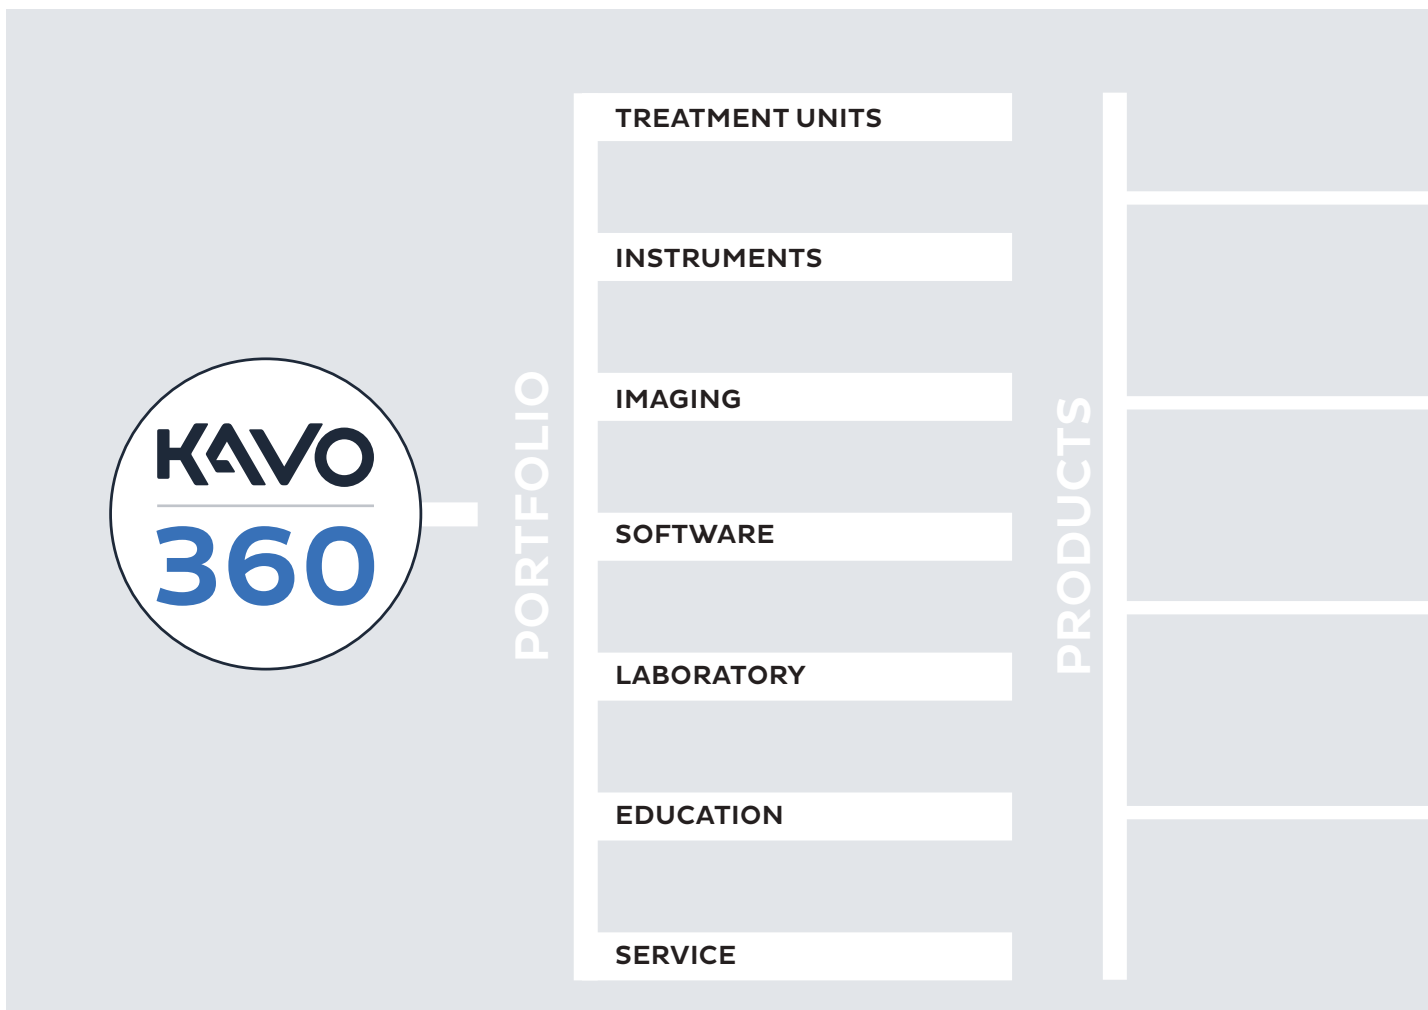 KAVO
360
PORTFOLIO
TREATMENT UNITS
INSTRUMENTS
IMAGING
SOFTWARE
LABORATORY
EDUCATION
SERVICE
PRODUCTS